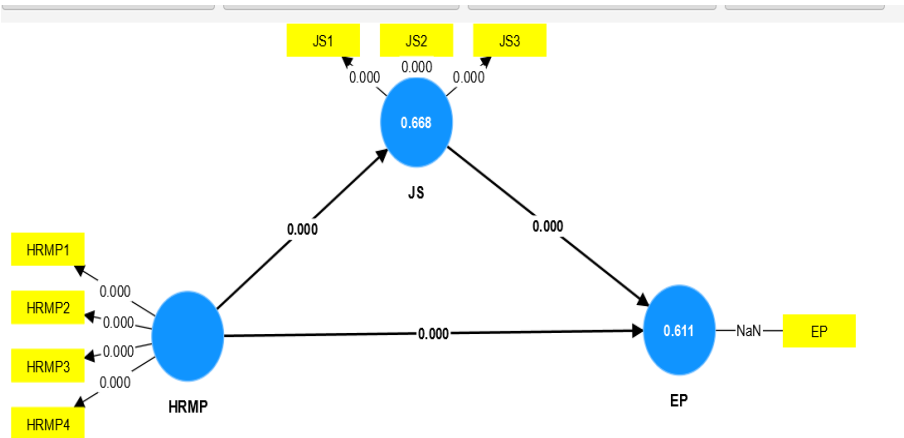 JS1 JS2 JS3
0.000 0.000 0.000
0.668
JS
0.000 0.000
HRMP1
0.000
HRMP2
0.000
HRMP3
0.000
HRMP4
0.000
HRMP
0.000
0.611
EP
NaN
EP